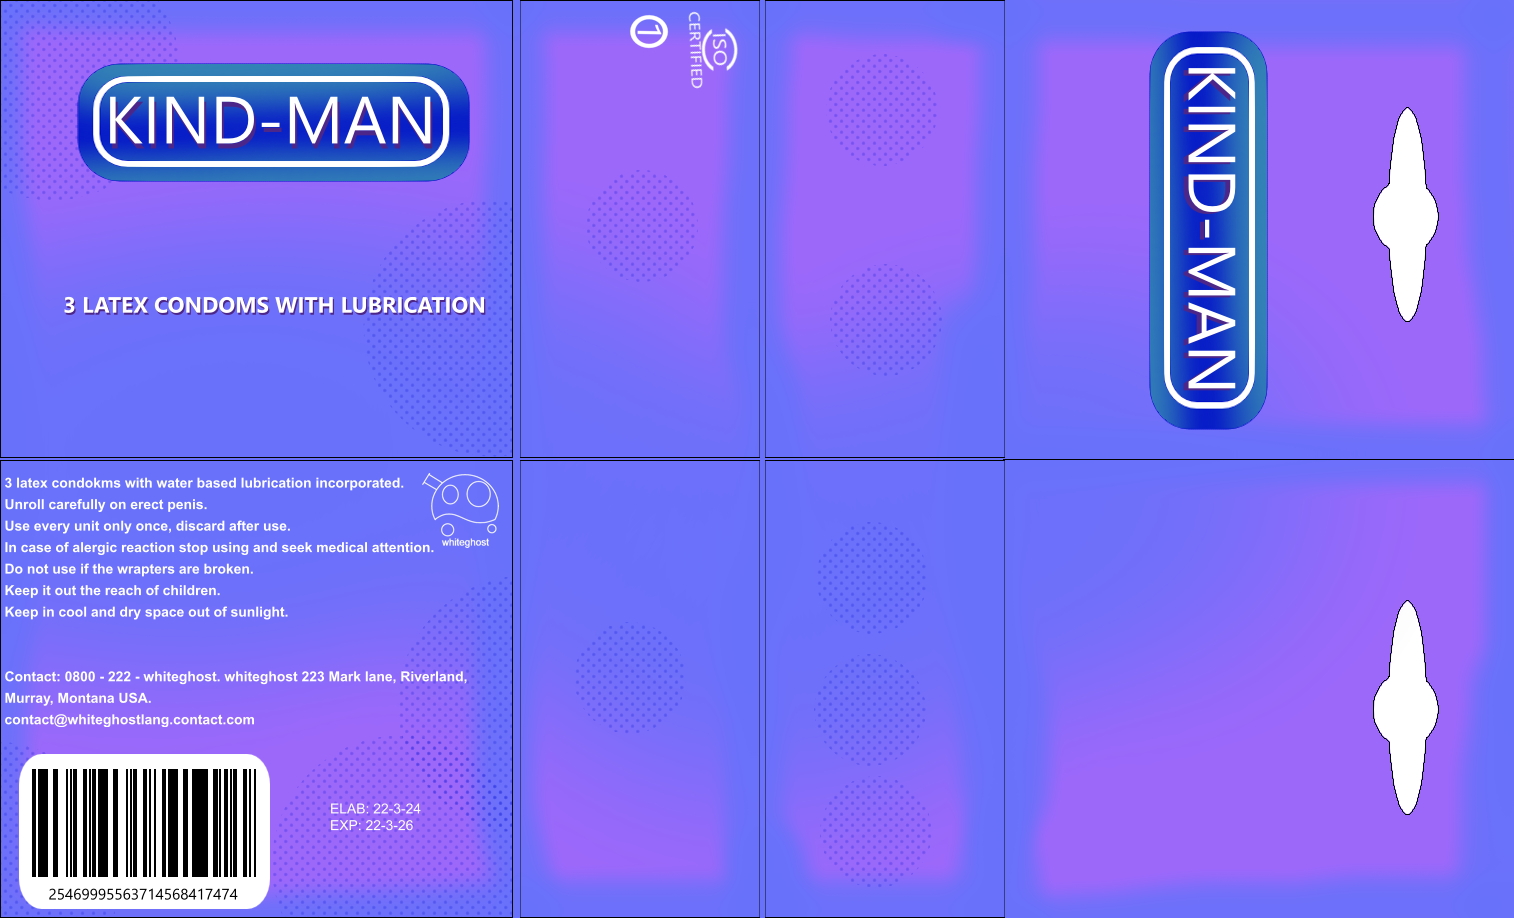 KIND-MAN
3 LATEX CONDOMS WITH LUBRICATION
1
ISO
CERTIFIED
KIND-MAN
3 latex condokms with water based lubrication incorporated.
Unroll carefully on erect penis.
Use every unit only once, discard after use.
In case of alergic reaction stop using and seek medical attention.
Do not use if the wrapters are broken.
Keep it out the reach of children.
Keep in cool and dry space out of sunlight.
whiteghost
Contact: 0800 - 222 - whiteghost. whiteghost 223 Mark lane, Riverland,
Murray, Montana USA.
contact@whiteghostlang.contact.com
ELAB: 22-3-24
EXP: 22-3-26
25469995563714568417474